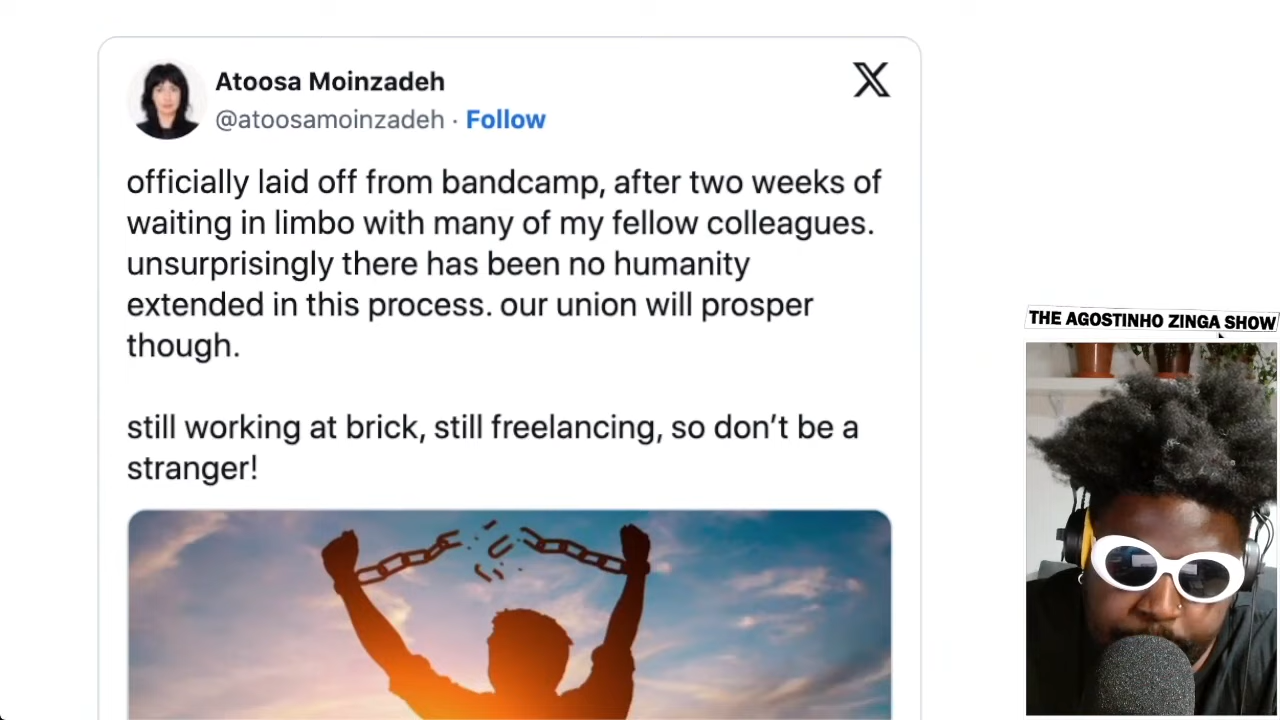 Atoosa Moinzadeh
@atoosamoinzadeh · Follow
officially laid off from bandcamp, after two weeks of
waiting in limbo with many of my fellow colleagues.
unsurprisingly there has been no humanity
extended in this process. our union will prosper
though.
still working at brick, still freelancing, so don’t be a
stranger!
THE AGOSTINHO ZINGA SHOW